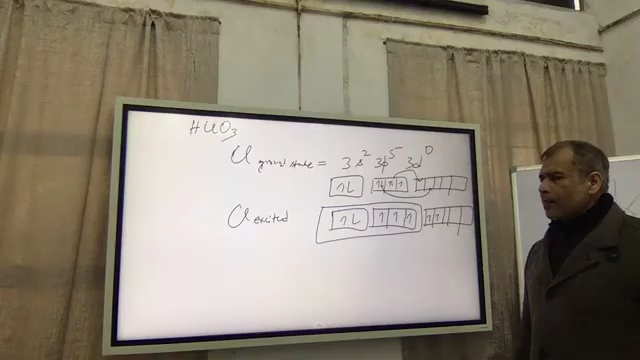 HClO3
Cl ground state = 3s² 3p⁵ 3d⁰
Cl excited